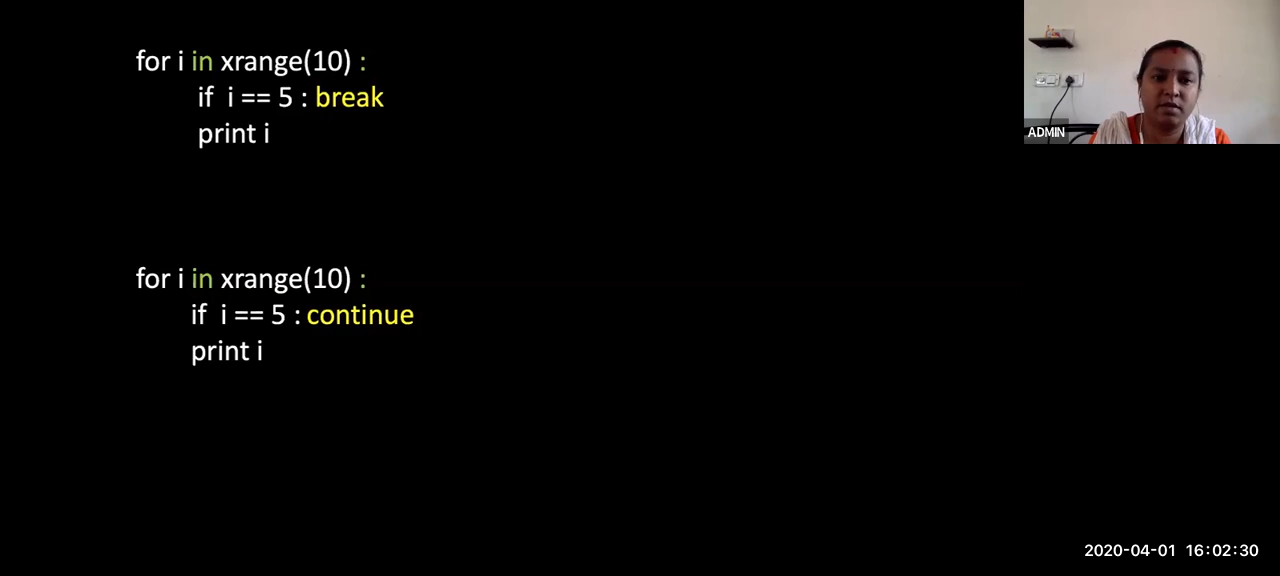 for i in xrange(10) :
if  i == 5 : break
print i
for i in xrange(10) :
if  i == 5 : continue
print i
ADMIN
2020-04-01 16:02:30